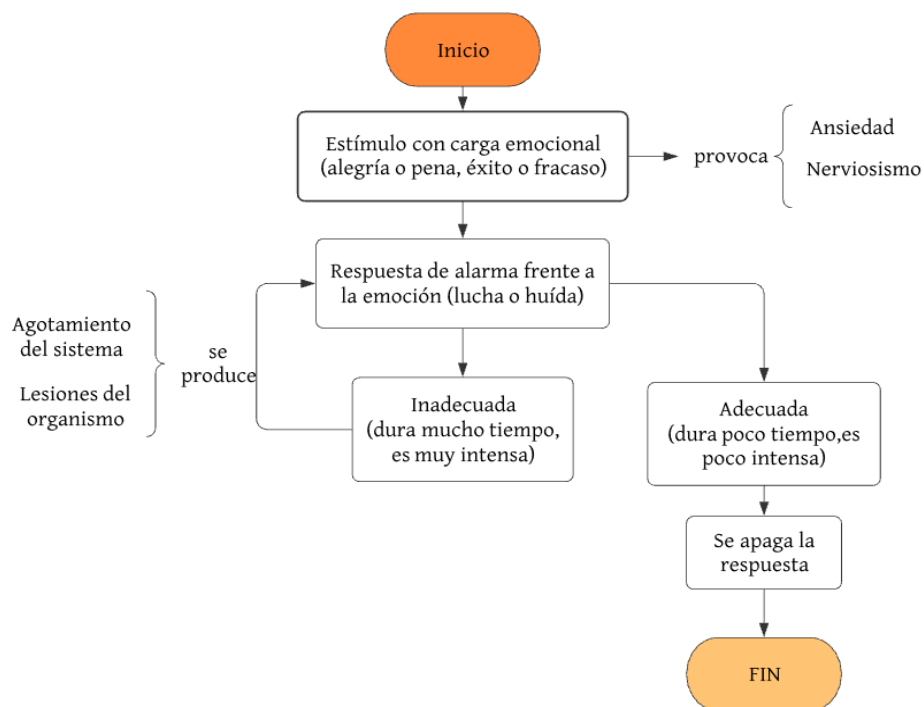 Inicio
Estímulo con carga emocional
(alegría o pena, éxito o fracaso)
provoca
Ansiedad
Nerviosismo
Respuesta de alarma frente a
la emoción (lucha o huída)
Agotamiento
del sistema
Lesiones del
organismo
se
produce
Inadecuada
(dura mucho tiempo,
es muy intensa)
Adecuada
(dura poco tiempo,es
poco intensa)
Se apaga la
respuesta
FIN